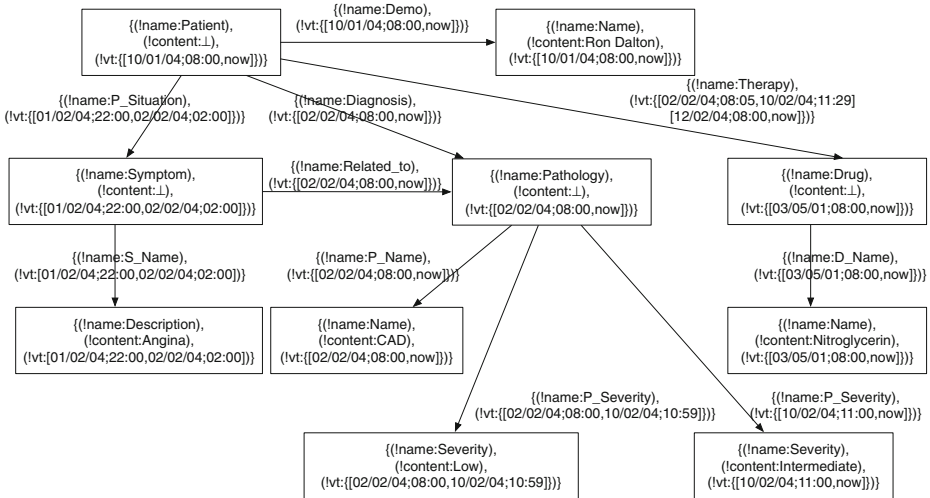 {(!name:Demo),
(!vt:{[10/01/04;08:00,now]})}
{(!name:Patient),
(!content:⊥),
(!vt:{[10/01/04;08:00,now]})}
{(!name:Name),
(!content:Ron Dalton),
(!vt:{[10/01/04;08:00,now]})}
{(!name:P_Situation),
(!vt:{[01/02/04;22:00,02/02/04;02:00]})}
{(!name:Diagnosis),
(!vt:{[02/02/04;08:00,now]})}
{(!name:Therapy),
(!vt:{[02/02/04;08:05,10/02/04;11:29]
[12/02/04;08:00,now]})}
{(!name:Symptom),
(!content:⊥),
(!vt:{[01/02/04;22:00,02/02/04;02:00]})}
{(!name:Related_to),
(!vt:{[02/02/04;08:00,now]})}
{(!name:Pathology),
(!content:⊥),
(!vt:{[02/02/04;08:00,now]})}
{(!name:Drug),
(!content:⊥),
(!vt:{[03/05/01;08:00,now]})}
{(!name:S_Name),
(!vt:[01/02/04;22:00,02/02/04;02:00])}
{(!name:P_Name),
(!vt:{[02/02/04;08:00,now]})}
{(!name:D_Name),
(!vt:{[03/05/01;08:00,now]})}
{(!name:Description),
(!content:Angina),
(!vt:[01/02/04;22:00,02/02/04;02:00])}
{(!name:Name),
(!content:CAD),
(!vt:{[02/02/04;08:00,now]})}
{(!name:Name),
(!content:Nitroglycerin),
(!vt:{[03/05/01;08:00,now]})}
{(!name:P_Severity),
(!vt:{[02/02/04;08:00,10/02/04;10:59]})}
{(!name:P_Severity),
(!vt:{[10/02/04;11:00,now]})}
{(!name:Severity),
(!content:Low),
(!vt:{[02/02/04;08:00,10/02/04;10:59]})}
{(!name:Severity),
(!content:Intermediate),
(!vt:{[10/02/04;11:00,now]})}